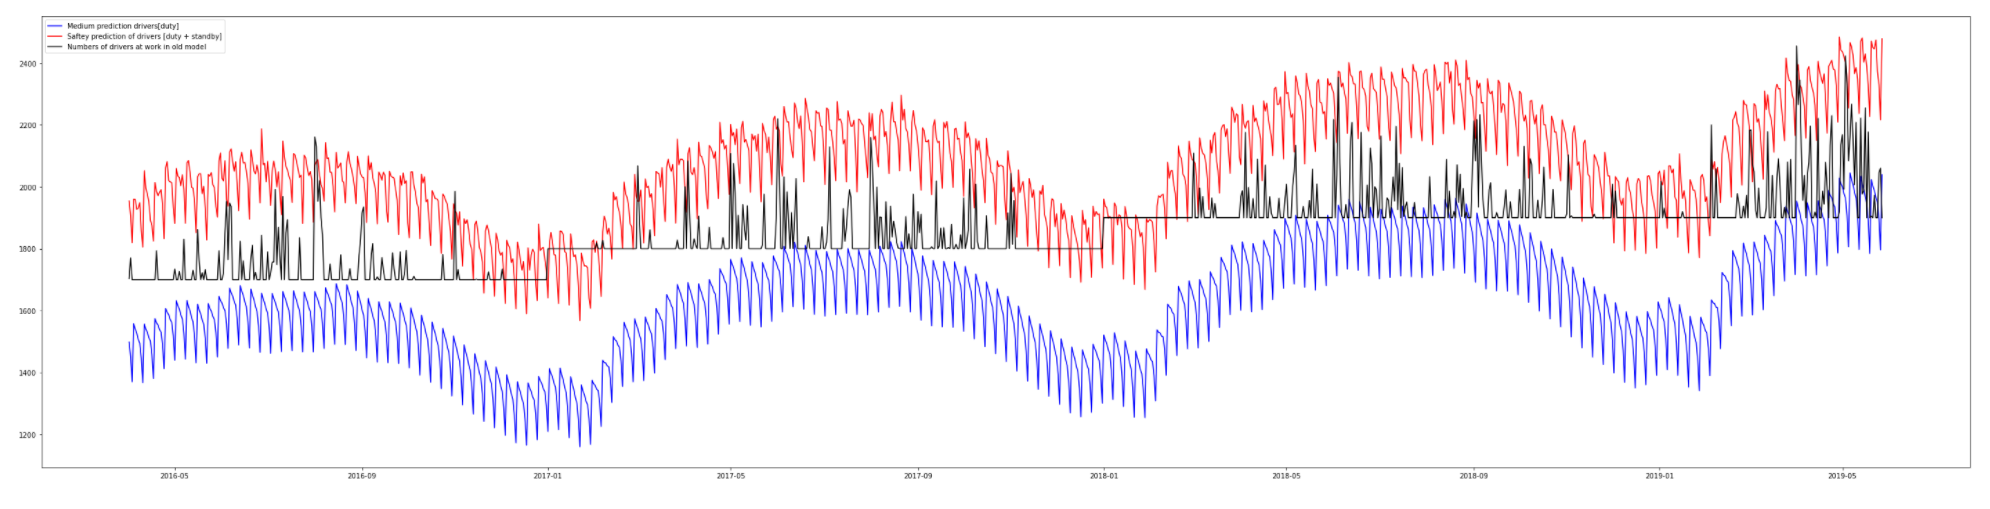 Medium prediction drivers[duty]
Saftey prediction of drivers [duty + standby]
Numbers of drivers at work in old model
2400
2200
2000
1800
1600
1400
1200
2016-05 2016-09 2017-01 2017-05 2017-09 2018-01 2018-05 2018-09 2019-01 2019-05